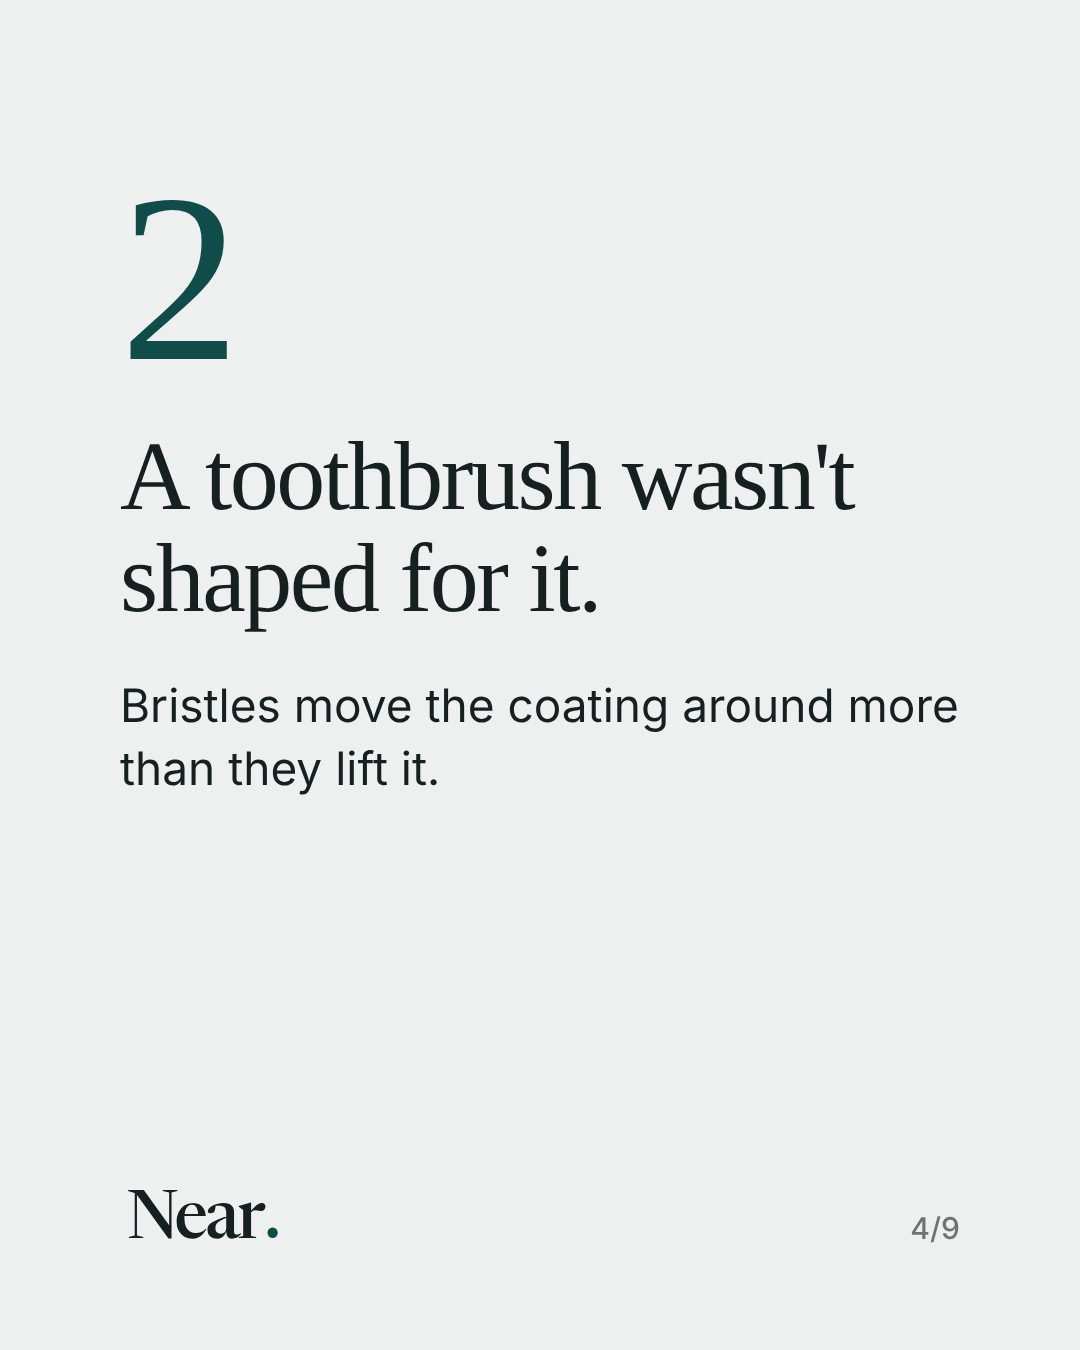 2
A toothbrush wasn't
shaped for it.
Bristles move the coating around more
than they lift it.
Near.
4/9